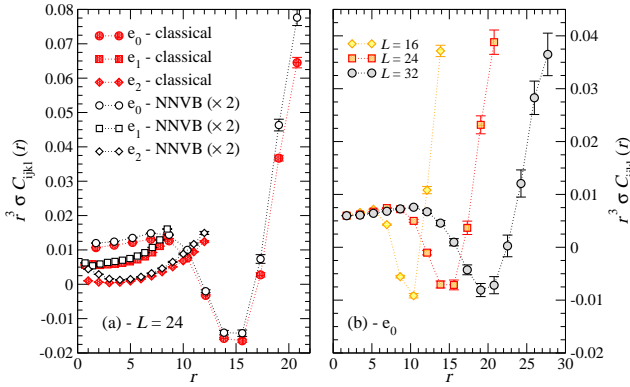 0.08
0.07
0.06
0.05
0.04
0.03
0.02
0.01
0
-0.01
-0.02
r³ σ C_ijkl (r)
e₀ - classical
e₁ - classical
e₂ - classical
e₀ - NNVB (× 2)
e₁ - NNVB (× 2)
e₂ - NNVB (× 2)
(a) - L = 24
0 5 10 15 20
r
L = 16
L = 24
L = 32
(b) - e₀
0 5 10 15 20 25 30
r
0.04
0.03
0.02
0.01
0
-0.01
-0.02
r³ σ C
(r)